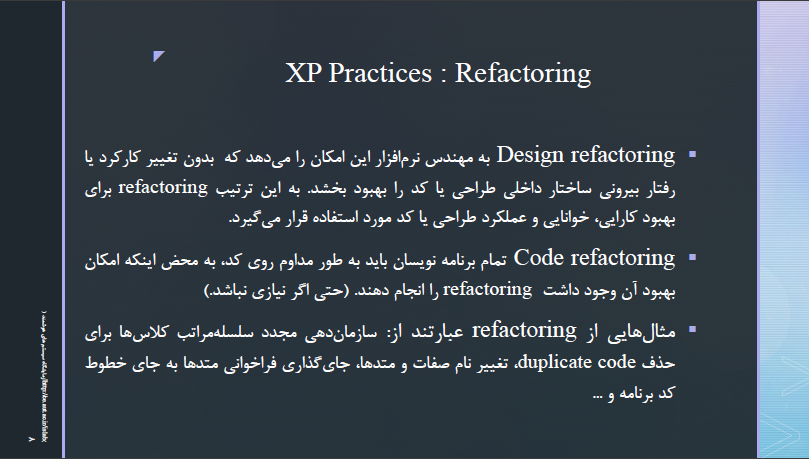 XP Practices : Refactoring
Design refactoring به مهندس نرم‌افزار این امکان را می‌دهد که بدون تغییر کارکرد یا
رفتار بیرونی ساختار داخلی طراحی یا کد را بهبود بخشد. به این ترتیب refactoring برای
بهبود کارایی، خوانایی و عملکرد طراحی یا کد مورد استفاده قرار می‌گیرد.
Code refactoring تمام برنامه نویسان باید به طور مداوم روی کد، به محض اینکه امکان
بهبود آن وجود داشت refactoring را انجام دهند. (حتی اگر نیازی نباشد.)
مثال‌هایی از refactoring عبارتند از: سازمان‌دهی مجدد سلسله‌مراتب کلاس‌ها برای
حذف duplicate code، تغییر نام صفات و متدها، جای‌گذاری فراخوانی متدها به جای خطوط
کد برنامه و ...
۷